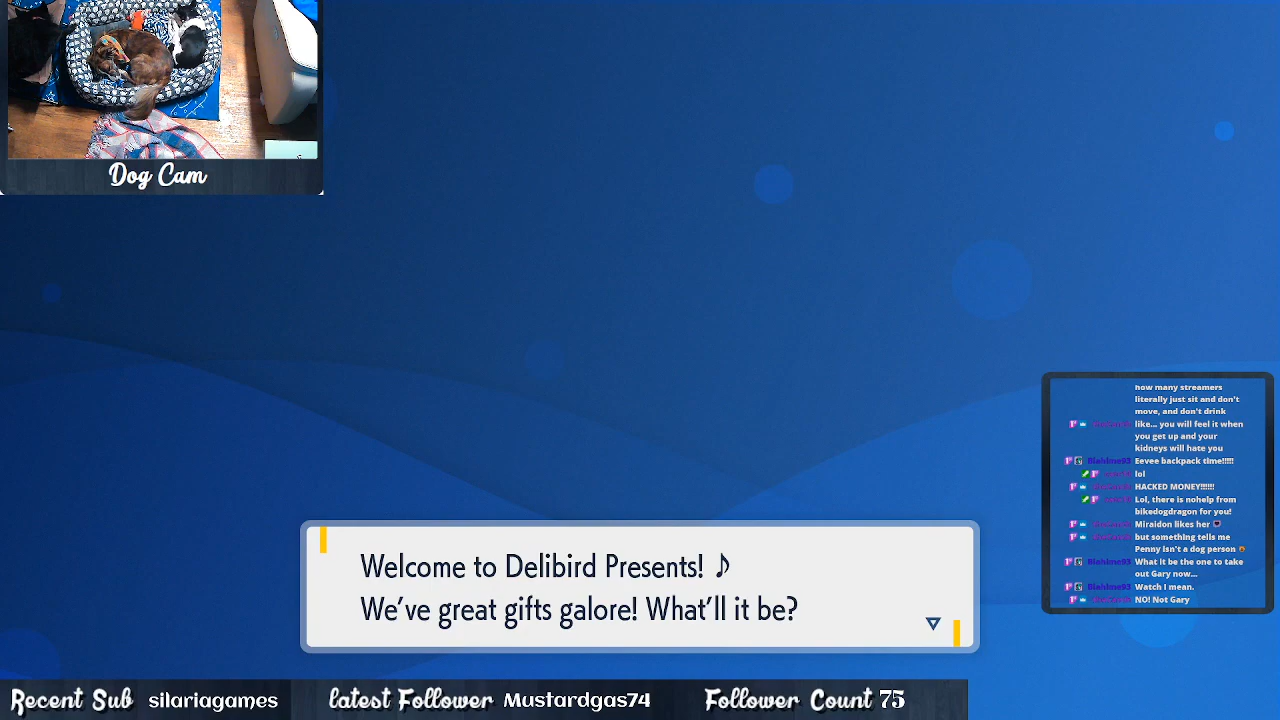 Dog Cam
how many streamers
literally just sit and don't
move, and don't drink
like... you will feel it when
you get up and your
kidneys will hate you
Blahlme93 Eevee backpack time!!!!!
lol
HACKED MONEY!!!!!!
Lol, there is nohelp from
bikedogdragon for you!
Miraidon likes her
but something tells me
Penny isn't a dog person
Blahlme93 What it be the one to take
out Gary now...
Blahlme93 Watch I mean.
NO! Not Gary
Welcome to Delibird Presents! ♪
We've great gifts galore! What'll it be?
Recent Sub silariagames latest Follower Mustardgas74 Follower Count 75